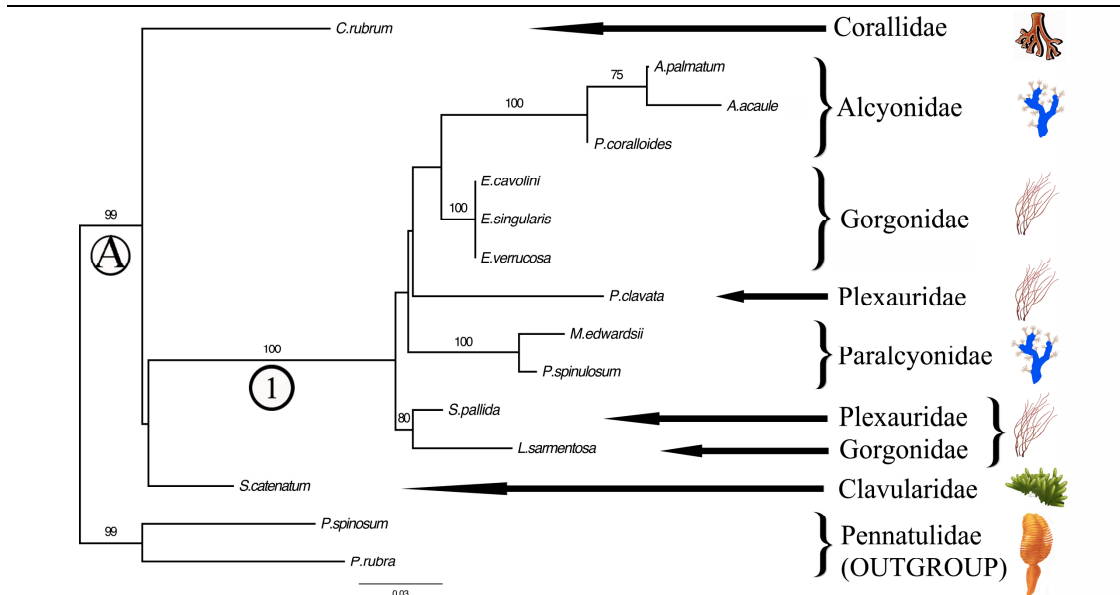 C.rubrum
Corallidae
75
A.palmatum
100
A.acaule
Alcyonidae
P.coralloides
E.cavolini
100
E.singularis
Gorgonidae
E.verrucosa
99
A
P.clavata
Plexauridae
M.edwardsii
100
Paralcyonidae
100
P.spinulosum
1
S.pallida
80
Plexauridae
L.sarmentosa
Gorgonidae
S.catenatum
Clavularidae
P.spinosum
99
Pennatulidae
P.rubra
(OUTGROUP)
0.03